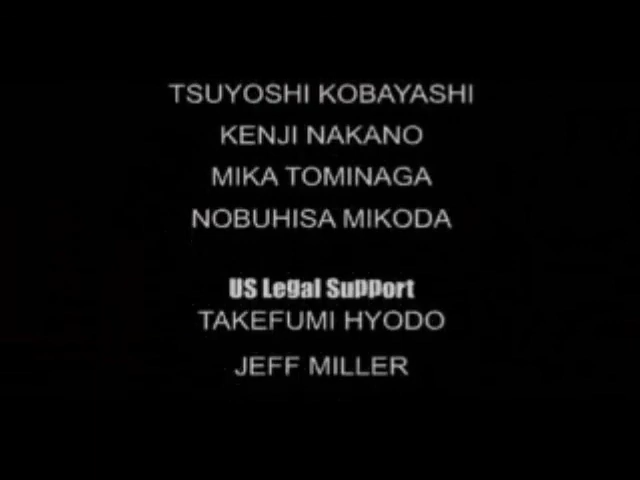 TSUYOSHI KOBAYASHI
KENJI NAKANO
MIKA TOMINAGA
NOBUHISA MIKODA
US Legal Support
TAKEFUMI HYODO
JEFF MILLER